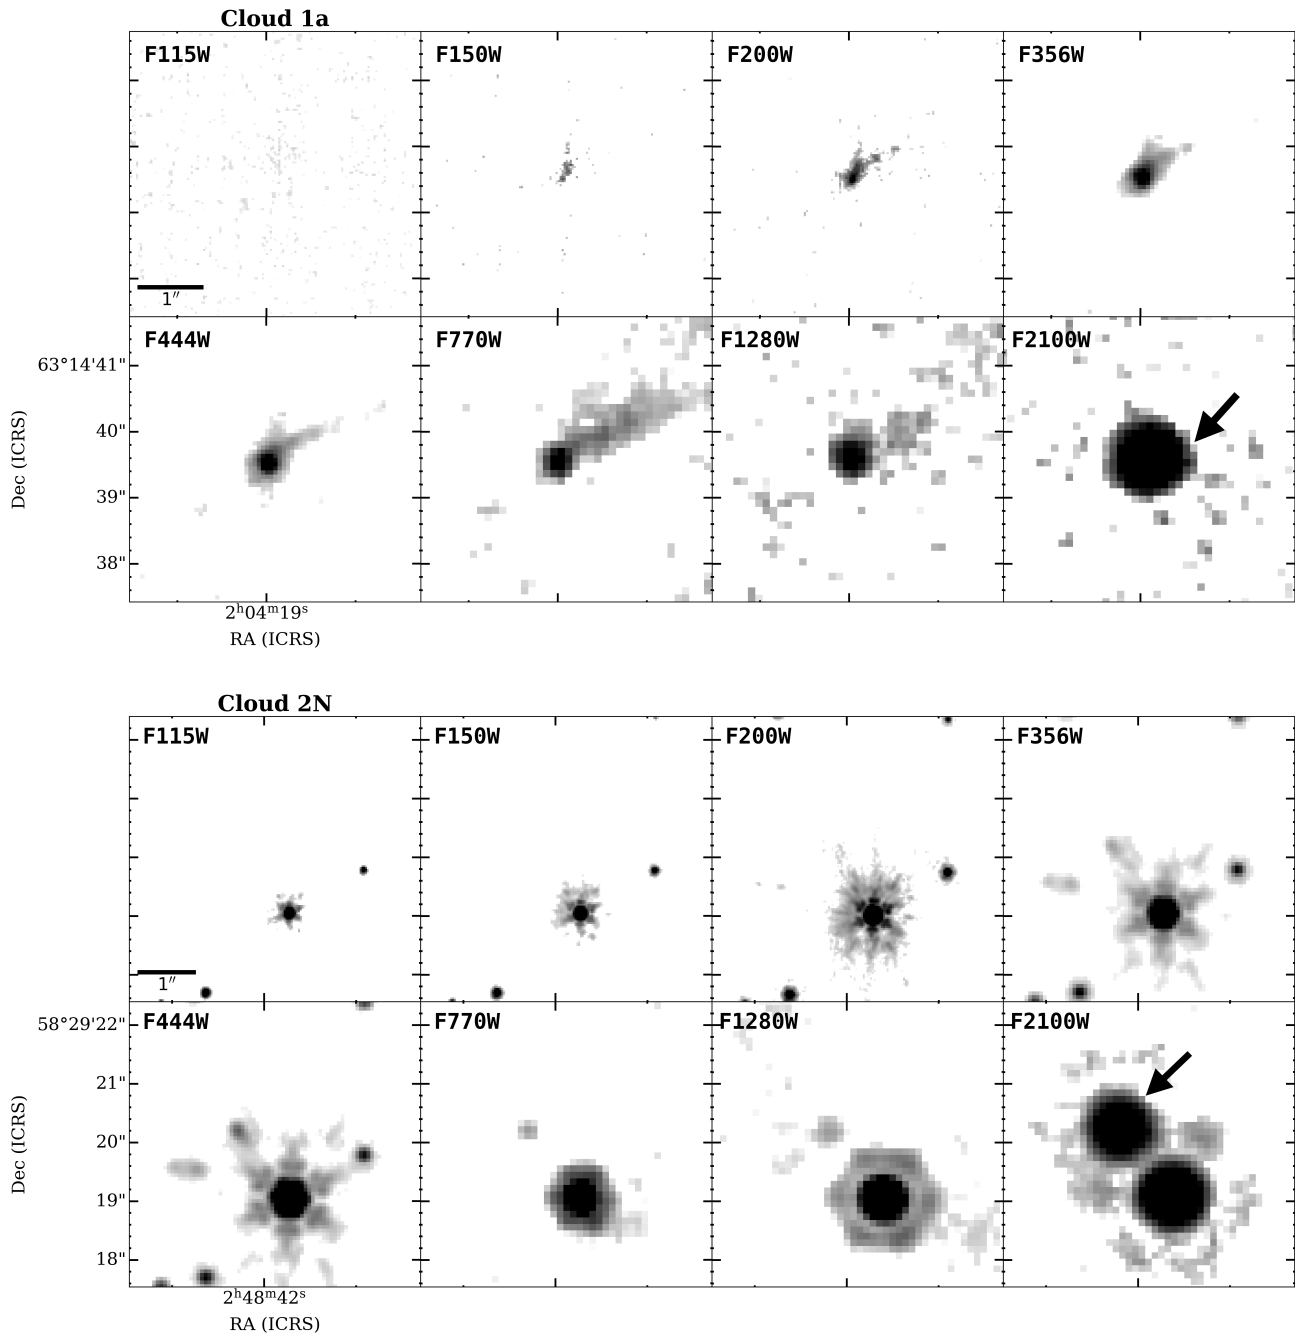 Cloud 1a
F115W
F150W
F200W
F356W
1″
F444W
F770W
F1280W
F2100W
63°14'41"
40"
39"
38"
Dec (ICRS)
2ʰ04ᵐ19ˢ
RA (ICRS)
Cloud 2N
F115W
F150W
F200W
F356W
1″
F444W
F770W
F1280W
F2100W
58°29'22"
21"
20"
19"
18"
Dec (ICRS)
2ʰ48ᵐ42ˢ
RA (ICRS)